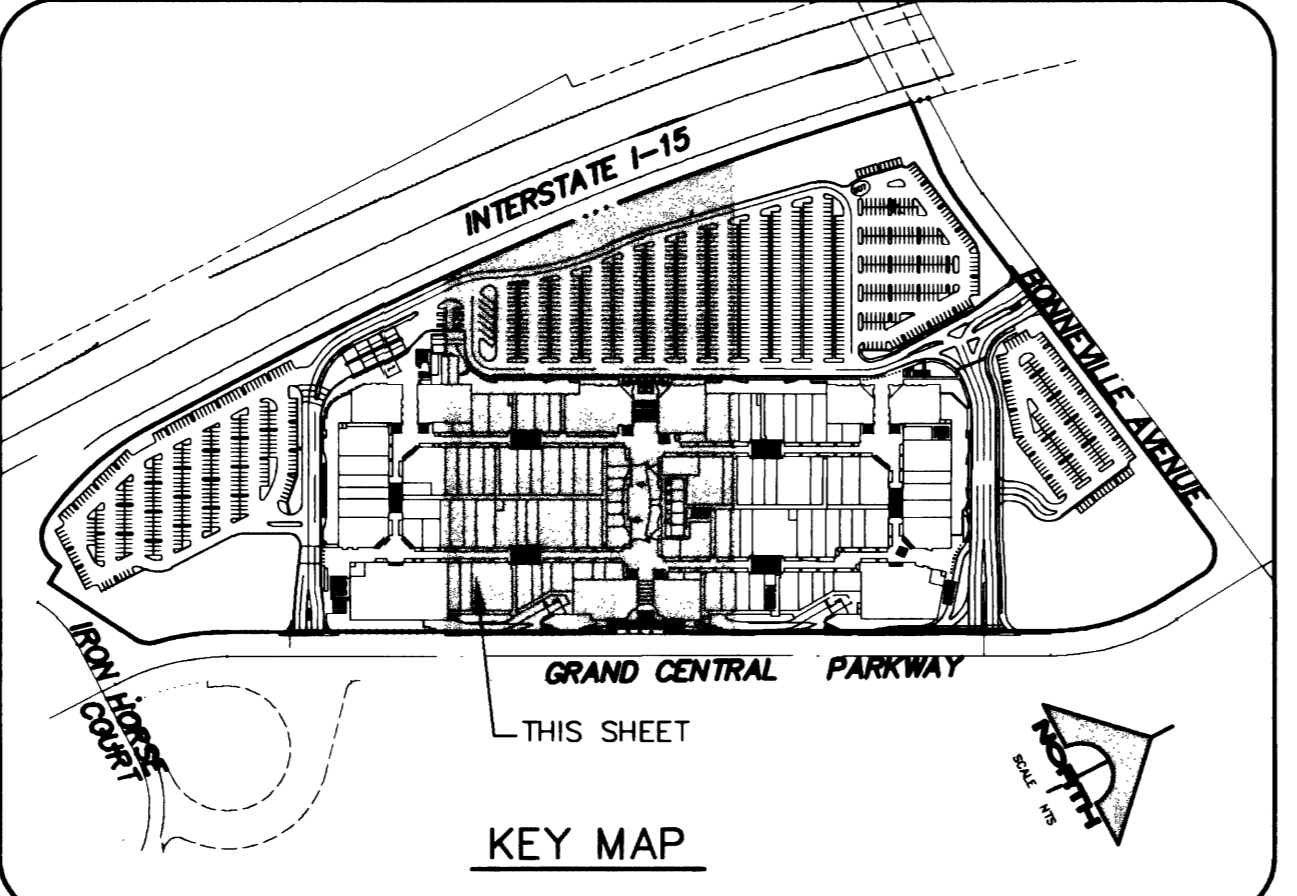 INTERSTATE I-15
BONNEVILLE AVENUE
GRAND CENTRAL PARKWAY
IRON HORSE
COURT
THIS SHEET
NORTH
SCALE NTS
KEY MAP